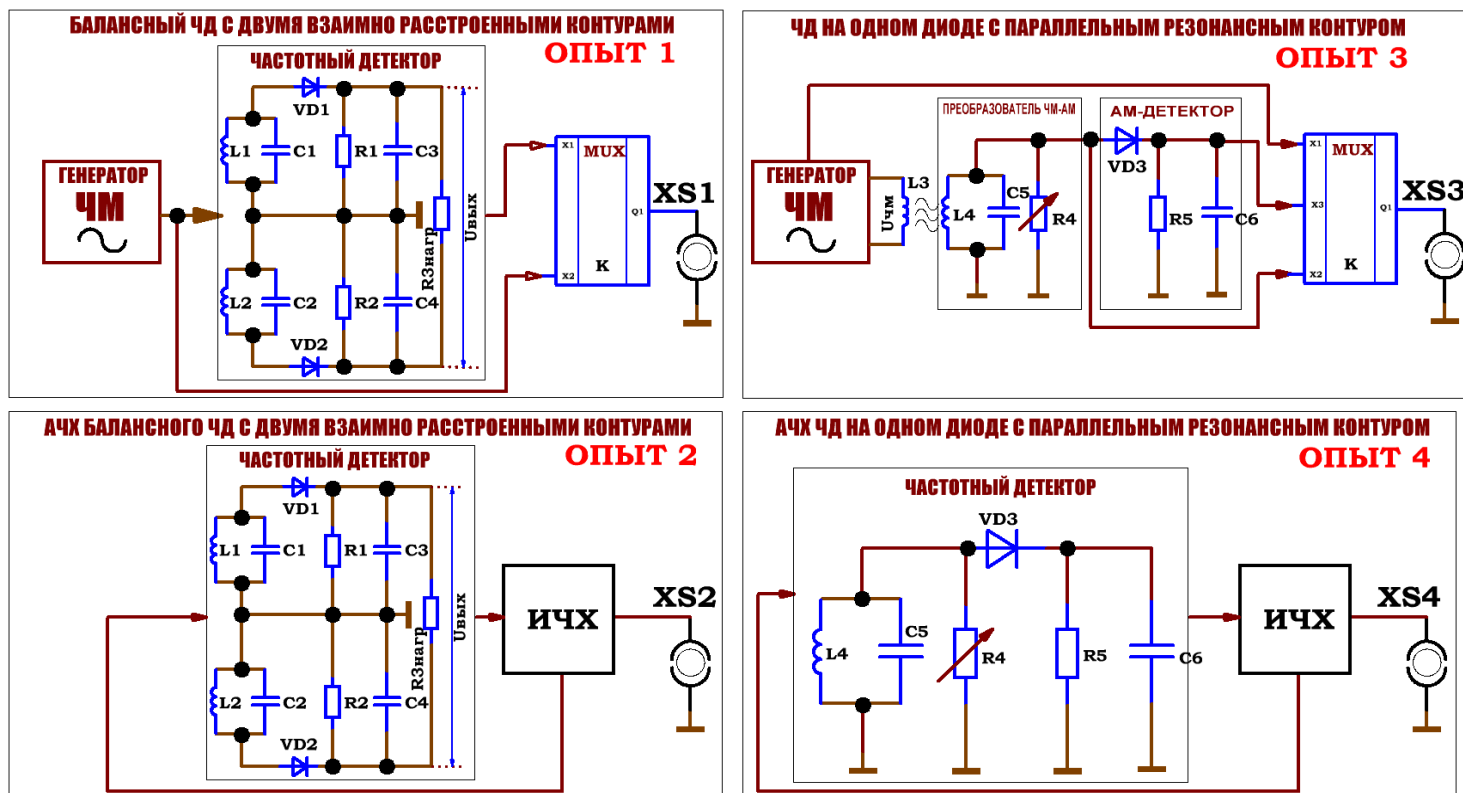 БАЛАНСНЫЙ ЧД С ДВУМЯ ВЗАИМНО РАССТРОЕННЫМИ КОНТУРАМИ
ОПЫТ 1
ЧАСТОТНЫЙ ДЕТЕКТОР
VD1
L1
C1
R1
C3
ГЕНЕРАТОР
ЧМ
R3нагр
Uвых
X1
MUX
Q1
X2
K
XS1
L2
C2
R2
C4
VD2
ЧД НА ОДНОМ ДИОДЕ С ПАРАЛЛЕЛЬНЫМ РЕЗОНАНСНЫМ КОНТУРОМ
ОПЫТ 3
ПРЕОБРАЗОВАТЕЛЬ ЧМ-АМ
АМ-ДЕТЕКТОР
ГЕНЕРАТОР
ЧМ
Uчм
L3
L4
C5
R4
VD3
R5
C6
X1
MUX
X3
Q1
X2
K
XS3
АЧХ БАЛАНСНОГО ЧД С ДВУМЯ ВЗАИМНО РАССТРОЕННЫМИ КОНТУРАМИ
ОПЫТ 2
ЧАСТОТНЫЙ ДЕТЕКТОР
VD1
L1
C1
R1
C3
R3нагр
Uвых
ИЧХ
XS2
L2
C2
R2
C4
VD2
АЧХ ЧД НА ОДНОМ ДИОДЕ С ПАРАЛЛЕЛЬНЫМ РЕЗОНАНСНЫМ КОНТУРОМ
ОПЫТ 4
ЧАСТОТНЫЙ ДЕТЕКТОР
VD3
L4
C5
R4
R5
C6
ИЧХ
XS4